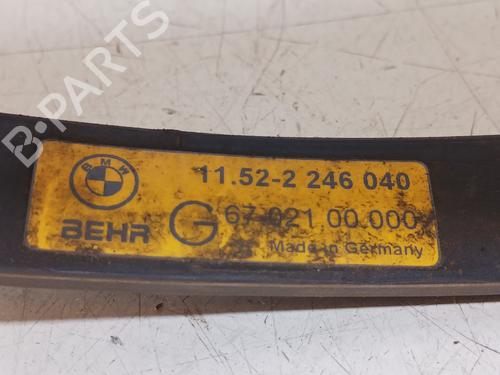 B-PARTS
BMW
11.52-2 246 040
BEHR G 67 021 00.000
Made in Germany